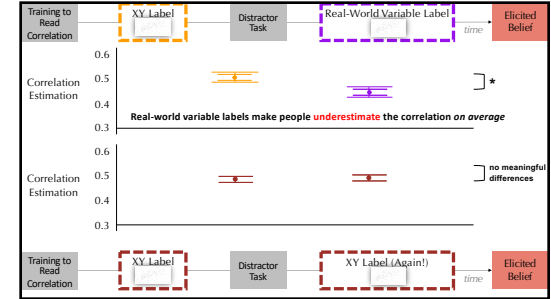 Training to
Read
Correlation
XY Label
Distractor
Task
Real-World Variable Label
time
Elicited
Belief
0.6
0.5
0.4
0.3
Correlation
Estimation
*
Real-world variable labels make people underestimate the correlation on average
0.6
0.5
0.4
0.3
Correlation
Estimation
no meaningful
differences
Training to
Read
Correlation
XY Label
Distractor
Task
XY Label (Again!)
time
Elicited
Belief